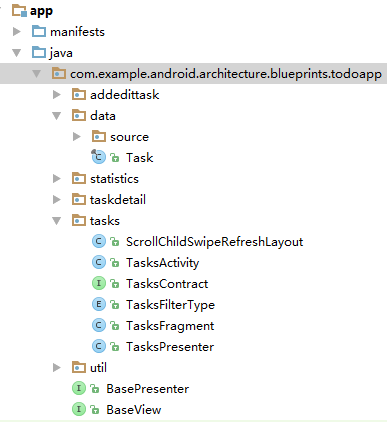 app
manifests
java
com.example.android.architecture.blueprints.todoapp
addedittask
data
source
C Task
statistics
taskdetail
tasks
C ScrollChildSwipeRefreshLayout
C TasksActivity
I TasksContract
E TasksFilterType
C TasksFragment
C TasksPresenter
util
I BasePresenter
I BaseView